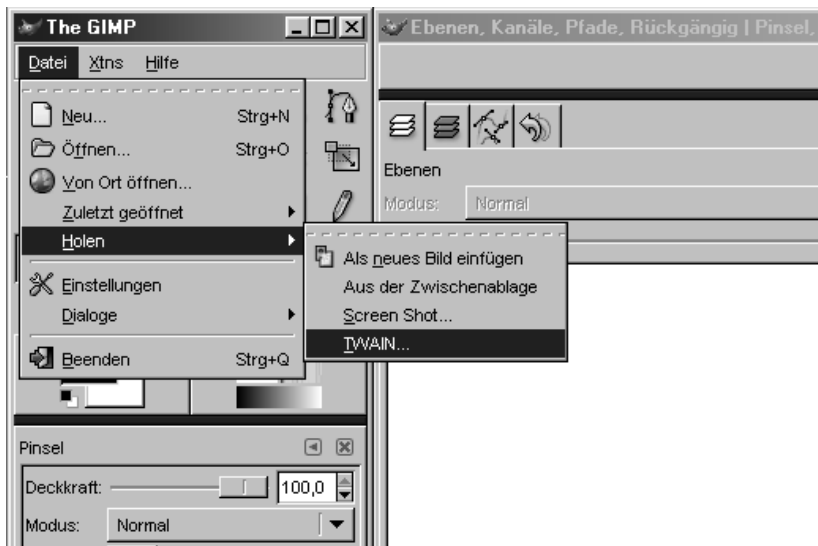 The GIMP
Datei Xtns Hilfe
Neu... Strg+N
Öffnen... Strg+O
Von Ort öffnen...
Zuletzt geöffnet
Holen
Einstellungen
Dialoge
Beenden Strg+Q
Als neues Bild einfügen
Aus der Zwischenablage
Screen Shot...
TWAIN...
Pinsel
Deckkraft: 100,0
Modus: Normal
Ebenen, Kanäle, Pfade, Rückgängig | Pinsel,
Ebenen
Modus: Normal